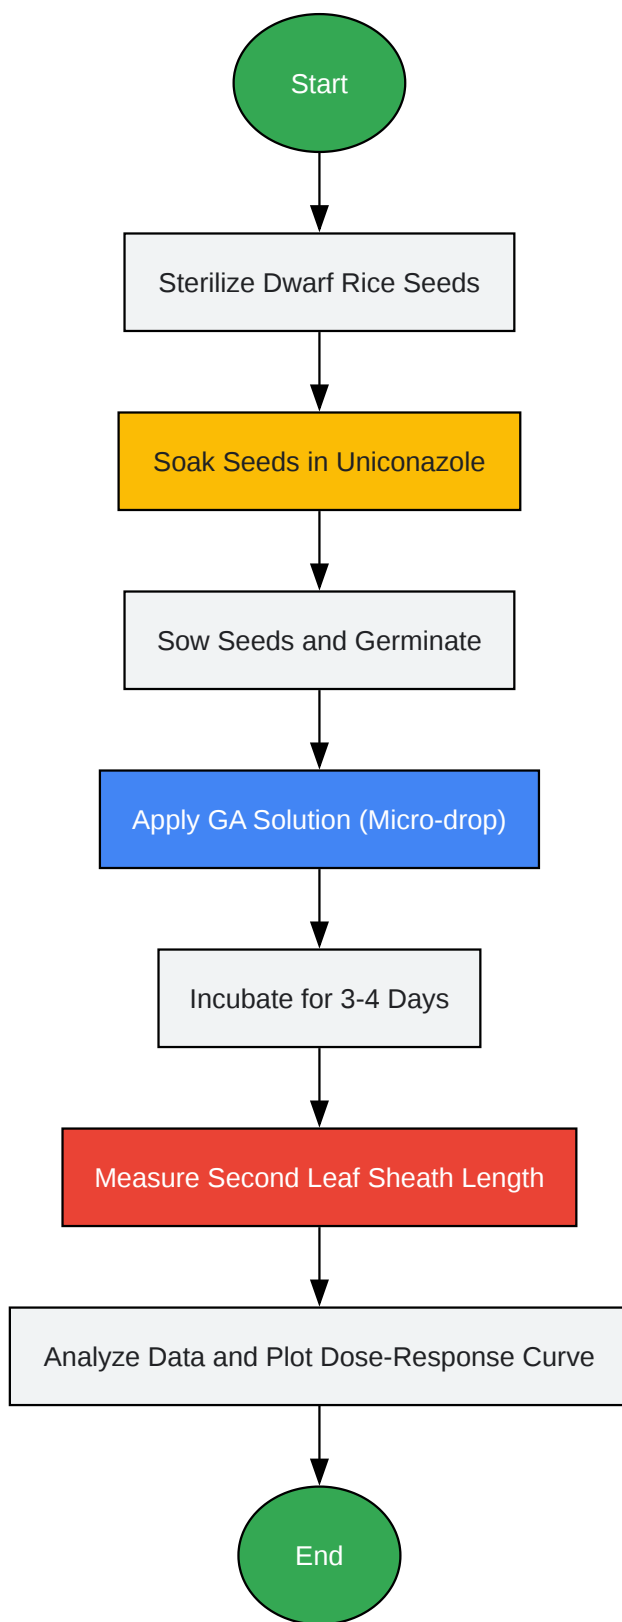 Start
Sterilize Dwarf Rice Seeds
Soak Seeds in Uniconazole
Sow Seeds and Germinate
Apply GA Solution (Micro-drop)
Incubate for 3-4 Days
Measure Second Leaf Sheath Length
Analyze Data and Plot Dose-Response Curve
End